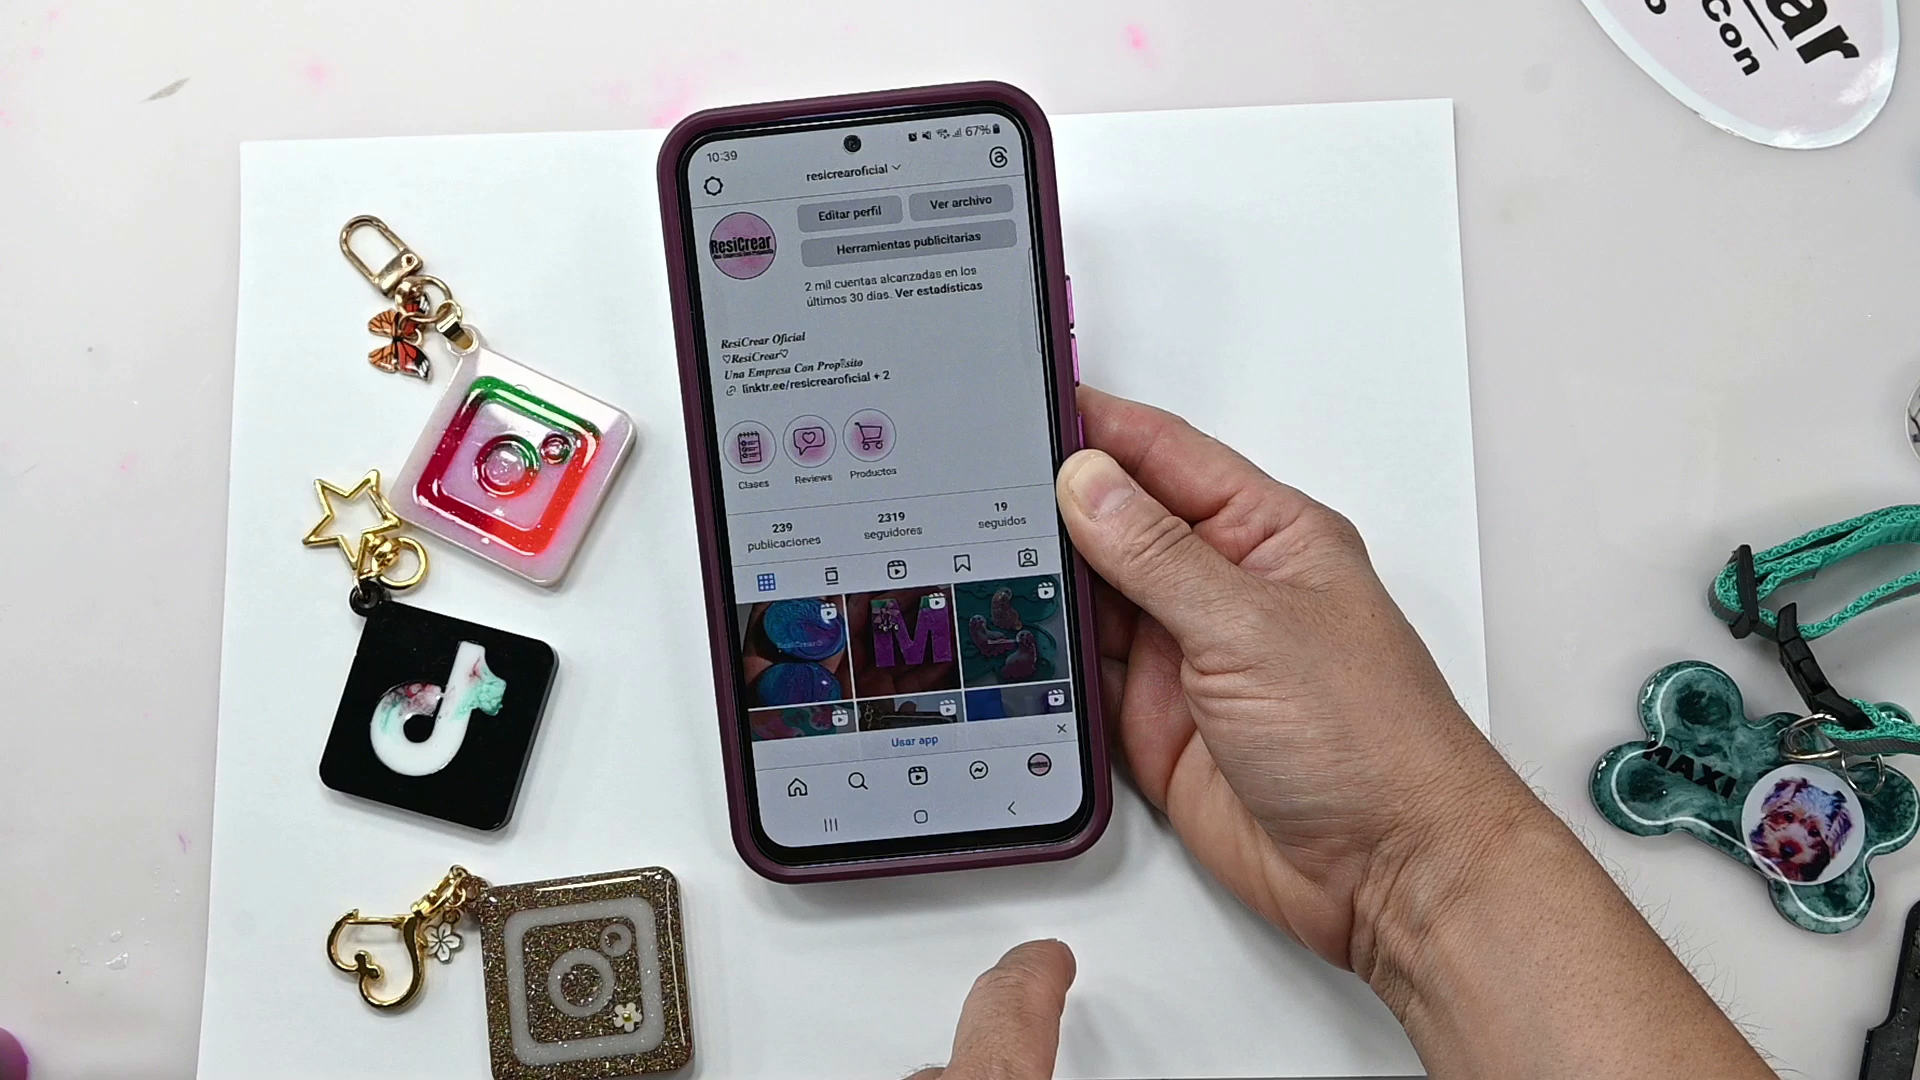 10:39
67%
resicrearoficial
Editar perfil
Ver archivo
Herramientas publicitarias
ResiCrear
2 mil cuentas alcanzadas en los
últimos 30 días. Ver estadísticas
ResiCrear Oficial
♡ResiCrear♡
Una Empresa Con Propósito
linktr.ee/resicrearoficial + 2
Clases
Reviews
Productos
239
publicaciones
2319
seguidores
19
seguidos
M
Usar app
MAXI
ar
Con